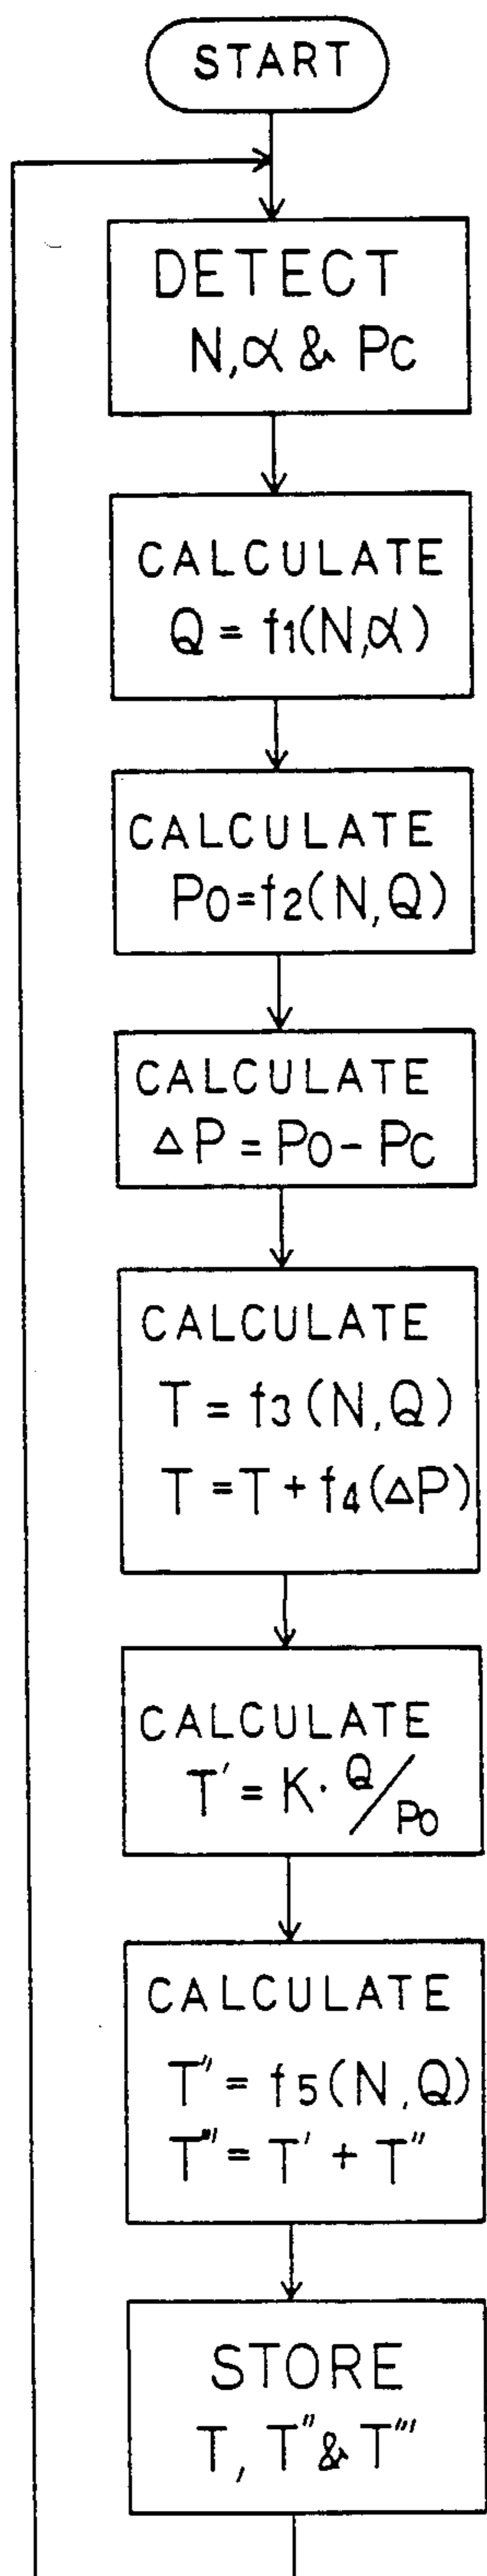 START
DETECT
N,α & Pc
CALCULATE
Q = f1(N,α)
CALCULATE
Po=f2(N,Q)
CALCULATE
ΔP = Po - Pc
CALCULATE
T = f3(N,Q)
T = T + f4(ΔP)
CALCULATE
T' = K·Q/Po
CALCULATE
T" = f5(N,Q)
T"' = T' + T"
STORE
T, T" & T"'